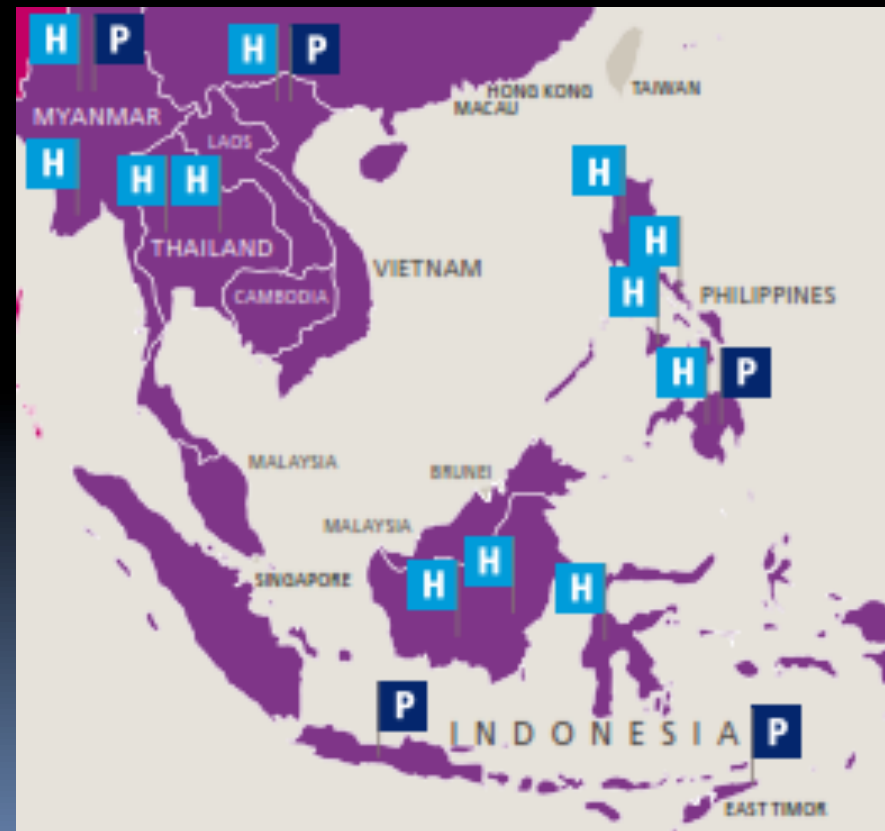 H P H P
HONG KONG TAIWAN
MACAU
MYANMAR
LAOS
H H H H
THAILAND
H
VIETNAM
CAMBODIA
H
PHILIPPINES
H P
MALAYSIA
BRUNEI
MALAYSIA
H H H
SINGAPORE
P
INDONESIA P
EAST TIMOR